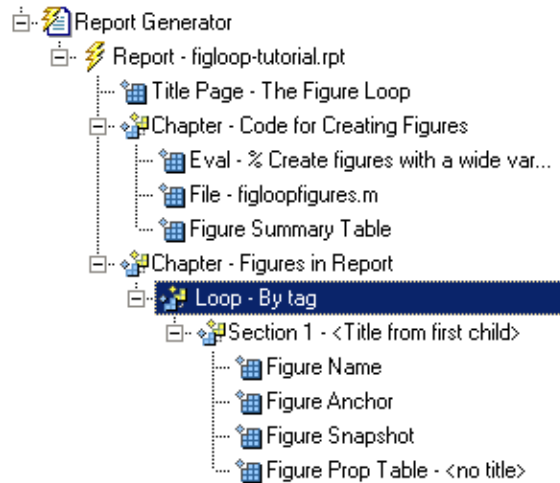 Report Generator
Report - figloop-tutorial.rpt
Title Page - The Figure Loop
Chapter - Code for Creating Figures
Eval - % Create figures with a wide var...
File - figloopfigures.m
Figure Summary Table
Chapter - Figures in Report
Loop - By tag
Section 1 - <Title from first child>
Figure Name
Figure Anchor
Figure Snapshot
Figure Prop Table - <no title>